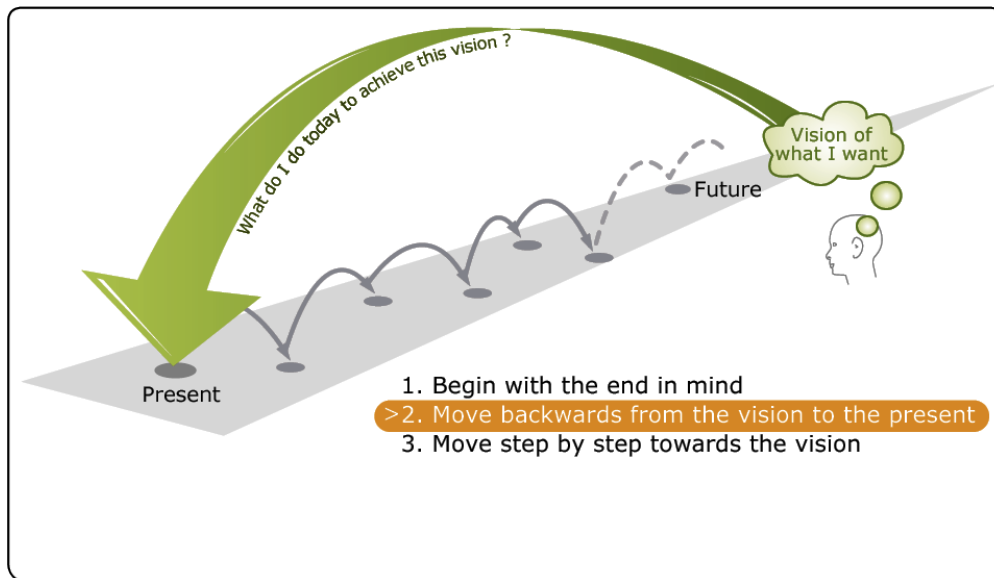 What do I do today to achieve this vision ?
Vision of
what I want
Future
Present
1. Begin with the end in mind
>2. Move backwards from the vision to the present
3. Move step by step towards the vision